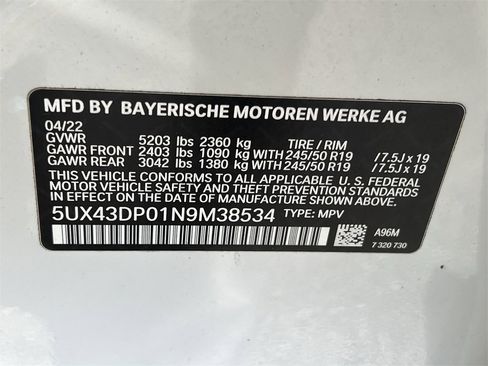 MFD BY BAYERISCHE MOTOREN WERKE AG
04/22
GVWR 5203 lbs 2360 kg TIRE / RIM
GAWR FRONT 2403 lbs 1090 kg WITH 245/50 R19 / 7.5J x 19
GAWR REAR 3042 lbs 1380 kg WITH 245/50 R19 / 7.5J x 19
THIS VEHICLE CONFORMS TO ALL APPLICABLE U.S. FEDERAL
MOTOR VEHICLE SAFETY AND THEFT PREVENTION STANDARDS
IN EFFECT ON THE DATE OF MANUFACTURE SHOWN ABOVE.
5UX43DP01N9M38534 TYPE: MPV
A96M
7 320 730